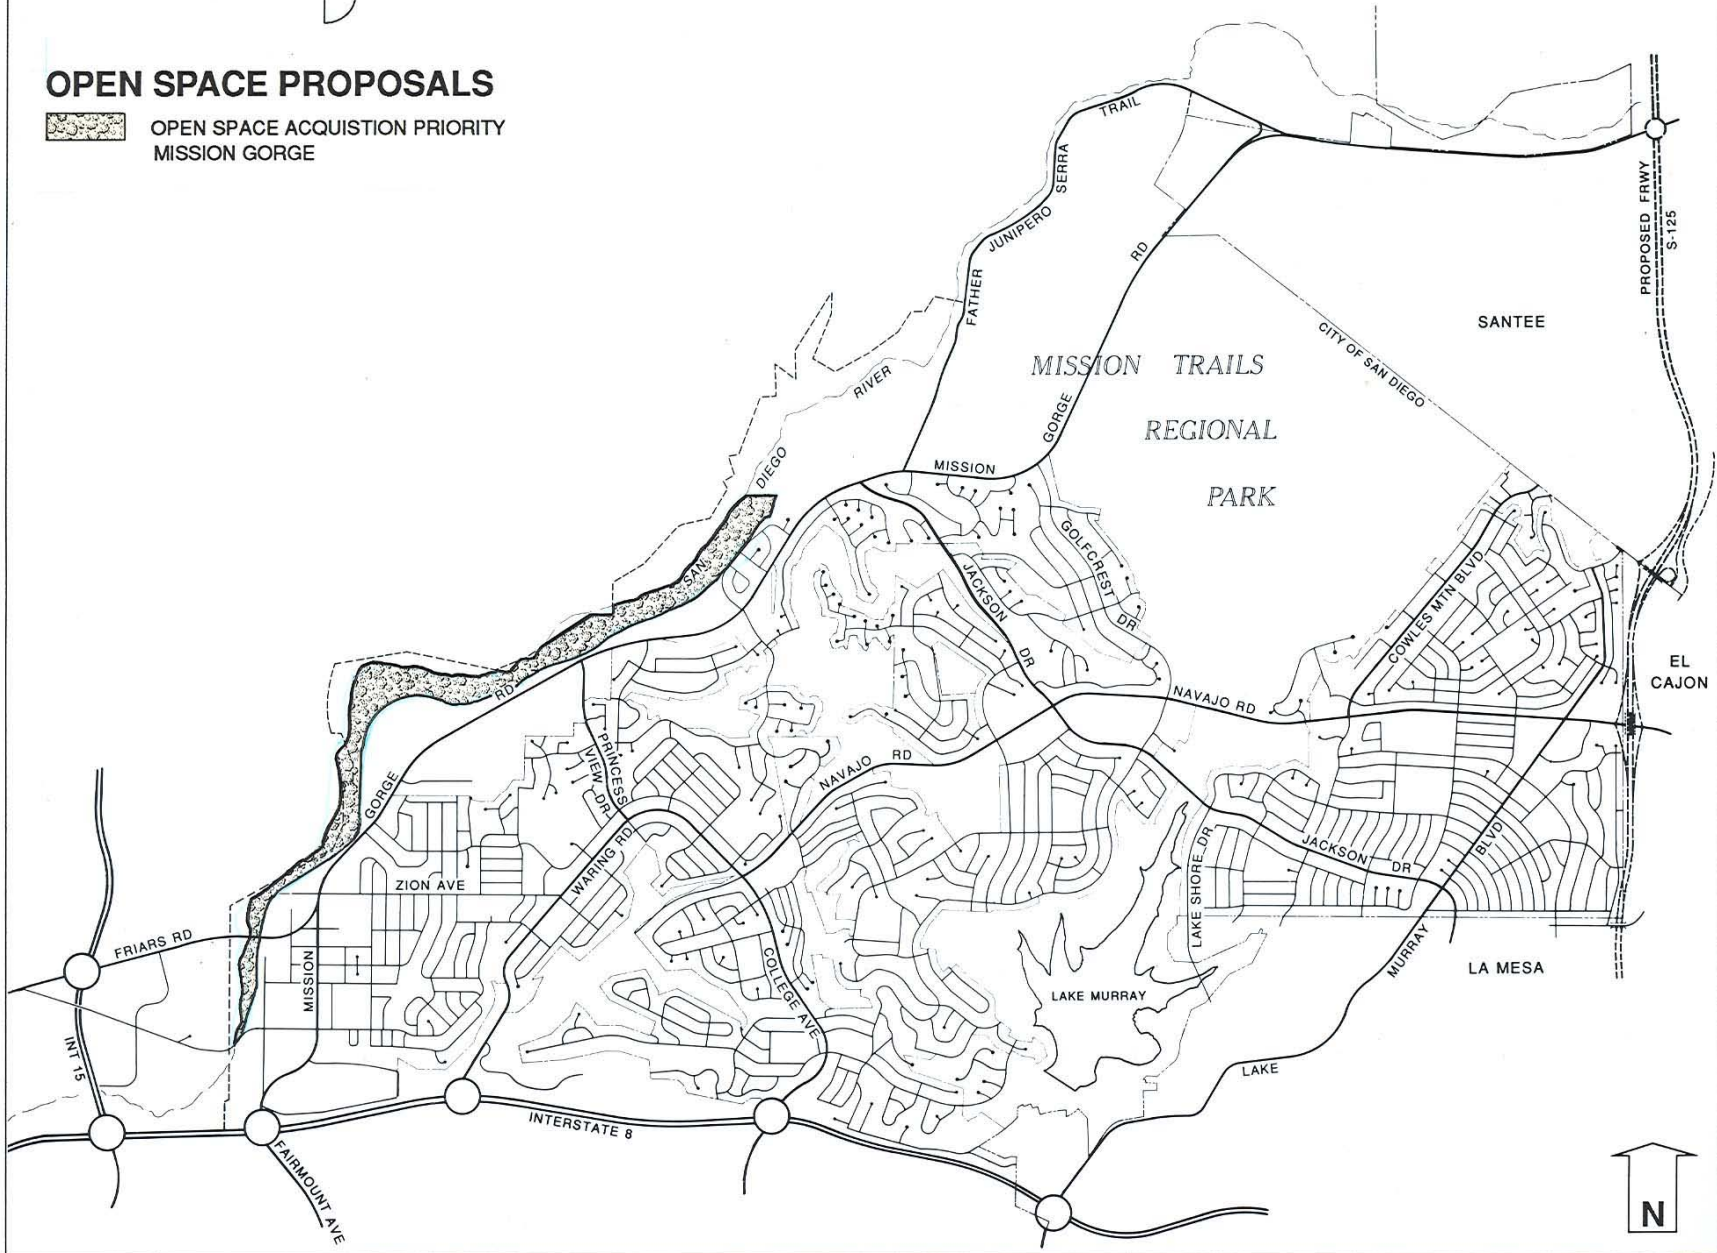 OPEN SPACE PROPOSALS
OPEN SPACE ACQUISTION PRIORITY
MISSION GORGE
TRAIL
SERRA
JUNIPERO
FATHER
RD
GORGE
MISSION
PROPOSED FRWY
S-125
SANTEE
CITY OF SAN DIEGO
MISSION TRAILS
REGIONAL
PARK
RIVER
DIEGO
SAN
GOLFCREST
DR
JACKSON
DR
COWLES MTN BLVD
EL
CAJON
NAVAJO RD
RD
NAVAJO
RD
GORGE
PRINCESS
VIEW DR
WARING RD
ZION AVE
LAKE SHORE DR
JACKSON DR
BLVD
MURRAY
LAKE
FRIARS RD
MISSION
COLLEGE AVE
LAKE MURRAY
LA MESA
INT 15
INTERSTATE 8
FAIRMOUNT AVE
N